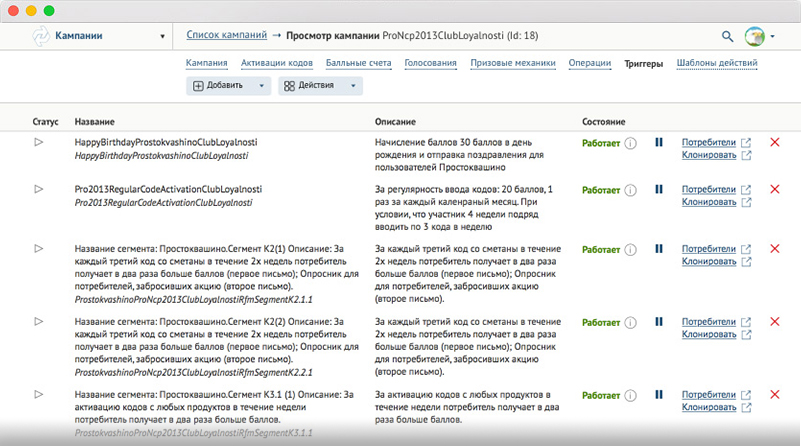 Кампании
Список кампаний → Просмотр кампании ProNcp2013ClubLoyalnosti (Id: 18)
Кампания Активации кодов Балльные счета Голосования Призовые механики Операции Триггеры Шаблоны действий
Добавить Действия
Статус Название Описание Состояние
HappyBirthdayProstokvashinoClubLoyalnosti
HappyBirthdayProstokvashinoClubLoyalnosti
Начисление баллов 30 баллов в день
рождения и отправка поздравления для
пользователей Простоквашино
Работает
Потребители
Клонировать
Pro2013RegularCodeActivationClubLoyalnosti
Pro2013RegularCodeActivationClubLoyalnosti
За регулярность ввода кодов: 20 баллов, 1
раз за каждый каленраный месяц. При
условии, что участник 4 недели подряд
вводить по 3 кода в неделю
Работает
Потребители
Клонировать
Название сегмента: Простоквашино.Сегмент К2(1) Описание: За
каждый третий код со сметаны в течение 2х недель потребитель
получает в два раза больше баллов (первое письмо); Опросник для
потребителей, забросивших акцию (второе письмо).
ProstokvashinoProNcp2013ClubLoyalnostiRfmSegmentK2.1.1
За каждый третий код со сметаны в течение
2х недель потребитель получает в два раза
больше баллов (первое письмо); Опросник
для потребителей, забросивших акцию
(второе письмо).
Работает
Потребители
Клонировать
Название сегмента: Простоквашино.Сегмент К2(2) Описание: За
каждый третий код со сметаны в течение 2х недель потребитель
получает в два раза больше баллов (первое письмо); Опросник для
потребителей, забросивших акцию (второе письмо).
ProstokvashinoProNcp2013ClubLoyalnostiRfmSegmentK2.2.1
За каждый третий код со сметаны в течение
2х недель потребитель получает в два раза
больше баллов (первое письмо); Опросник
для потребителей, забросивших акцию
(второе письмо).
Работает
Потребители
Клонировать
Название сегмента: Простоквашино.Сегмент К3.1 (1) Описание: За
активацию кодов с любых продуктов в течение недели
потребитель получает в два раза больше баллов.
ProstokvashinoProNcp2013ClubLoyalnostiRfmSegmentK3.1.1
За активацию кодов с любых продуктов в
течение недели потребитель получает в два
раза больше баллов.
Работает
Потребители
Клонировать